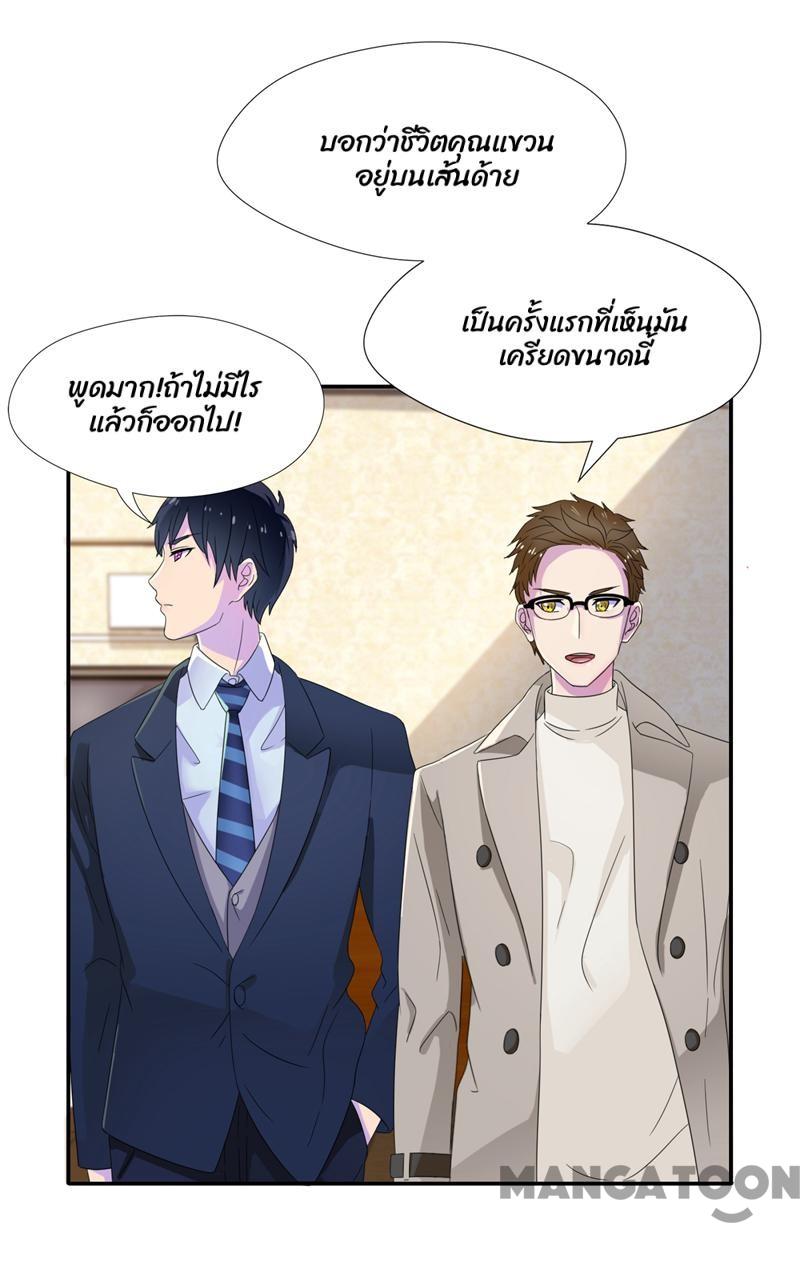 บอกว่าชีวิตคุณแขวน
อยู่บนเส้นด้าย
เป็นครั้งแรกที่เห็นมัน
เครียดขนาดนี้
พูดมาก!ถ้าไม่มีไร
แล้วก็ออกไป!
MANGATOON